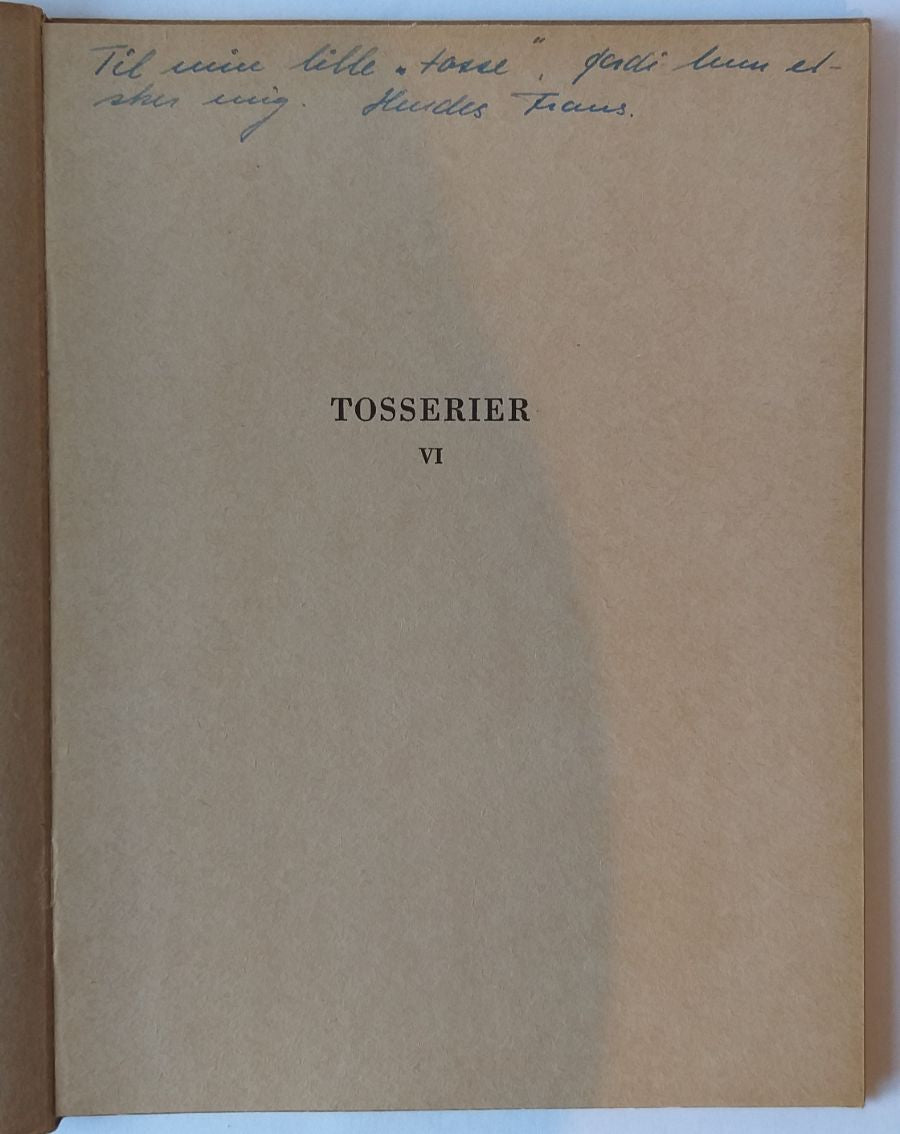 Til min lille „tosse", fordi hun el-
sker mig. Hendes Frans.
TOSSERIER
VI